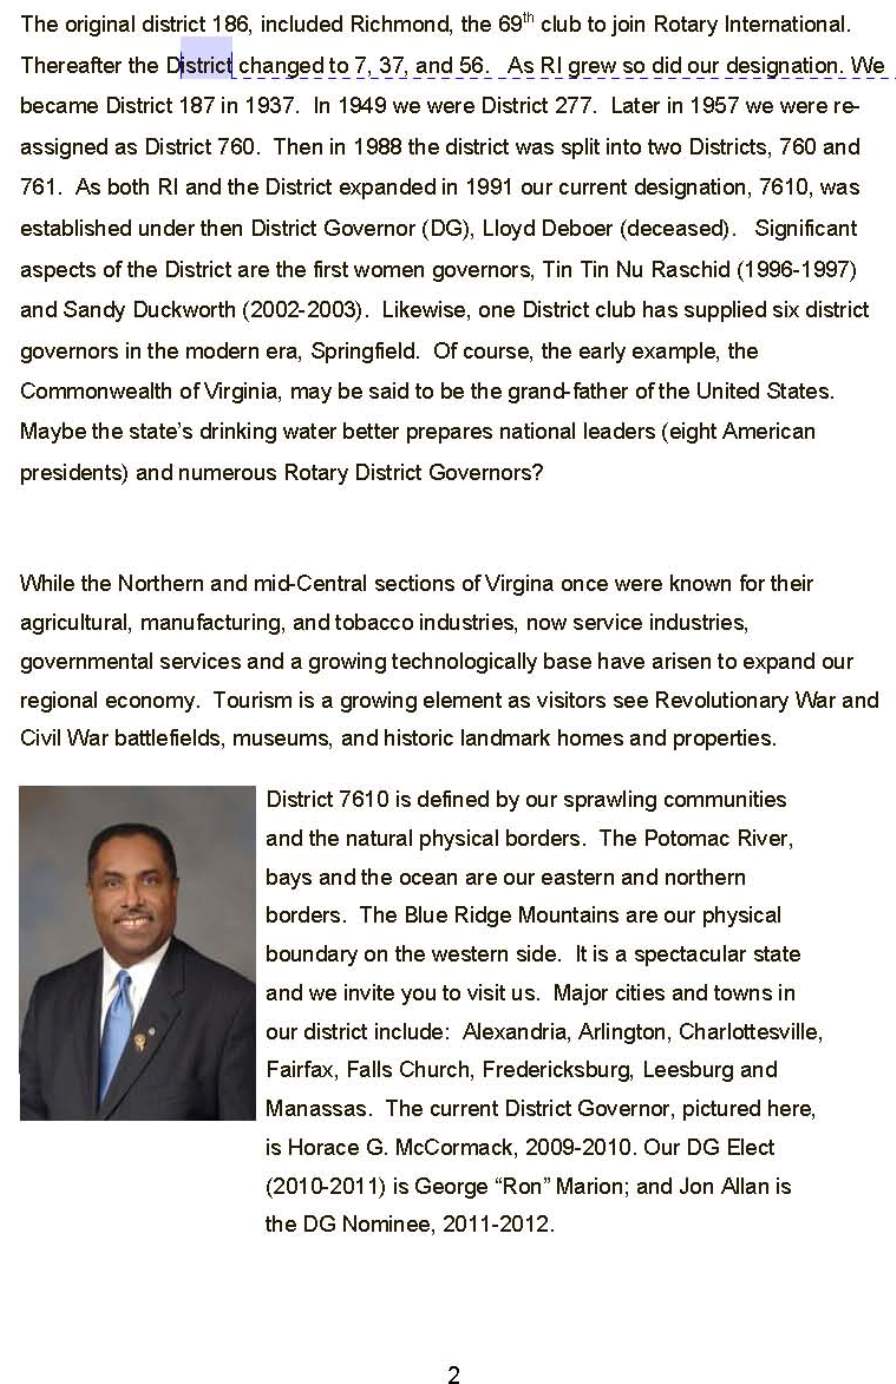 The original district 186, included Richmond, the 69th club to join Rotary International.
Thereafter the District changed to 7, 37, and 56.   As RI grew so did our designation. We
became District 187 in 1937.  In 1949 we were District 277.  Later in 1957 we were re-
assigned as District 760.  Then in 1988 the district was split into two Districts, 760 and
761.  As both RI and the District expanded in 1991 our current designation, 7610, was
established under then District Governor (DG), Lloyd Deboer (deceased).   Significant
aspects of the District are the first women governors, Tin Tin Nu Raschid (1996-1997)
and Sandy Duckworth (2002-2003).  Likewise, one District club has supplied six district
governors in the modern era, Springfield.  Of course, the early example, the
Commonwealth of Virginia, may be said to be the grand-father of the United States.
Maybe the state's drinking water better prepares national leaders (eight American
presidents) and numerous Rotary District Governors?
While the Northern and mid-Central sections of Virgina once were known for their
agricultural, manufacturing, and tobacco industries, now service industries,
governmental services and a growing technologically base have arisen to expand our
regional economy.  Tourism is a growing element as visitors see Revolutionary War and
Civil War battlefields, museums, and historic landmark homes and properties.
District 7610 is defined by our sprawling communities
and the natural physical borders.  The Potomac River,
bays and the ocean are our eastern and northern
borders.  The Blue Ridge Mountains are our physical
boundary on the western side.  It is a spectacular state
and we invite you to visit us.  Major cities and towns in
our district include:  Alexandria, Arlington, Charlottesville,
Fairfax, Falls Church, Fredericksburg, Leesburg and
Manassas.  The current District Governor, pictured here,
is Horace G. McCormack, 2009-2010. Our DG Elect
(2010-2011) is George “Ron” Marion; and Jon Allan is
the DG Nominee, 2011-2012.
2